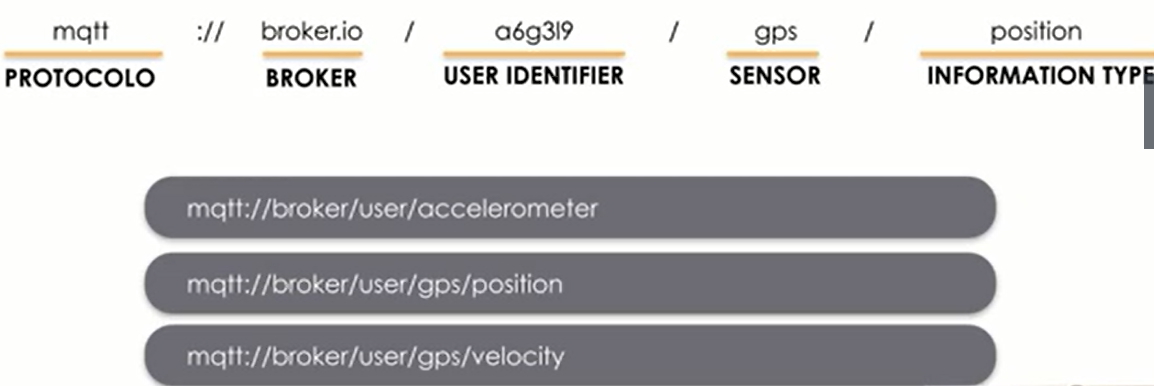 mqtt :// broker.io / a6g3l9 / gps / position
PROTOCOLO BROKER USER IDENTIFIER SENSOR INFORMATION TYPE
mqtt://broker/user/accelerometer
mqtt://broker/user/gps/position
mqtt://broker/user/gps/velocity